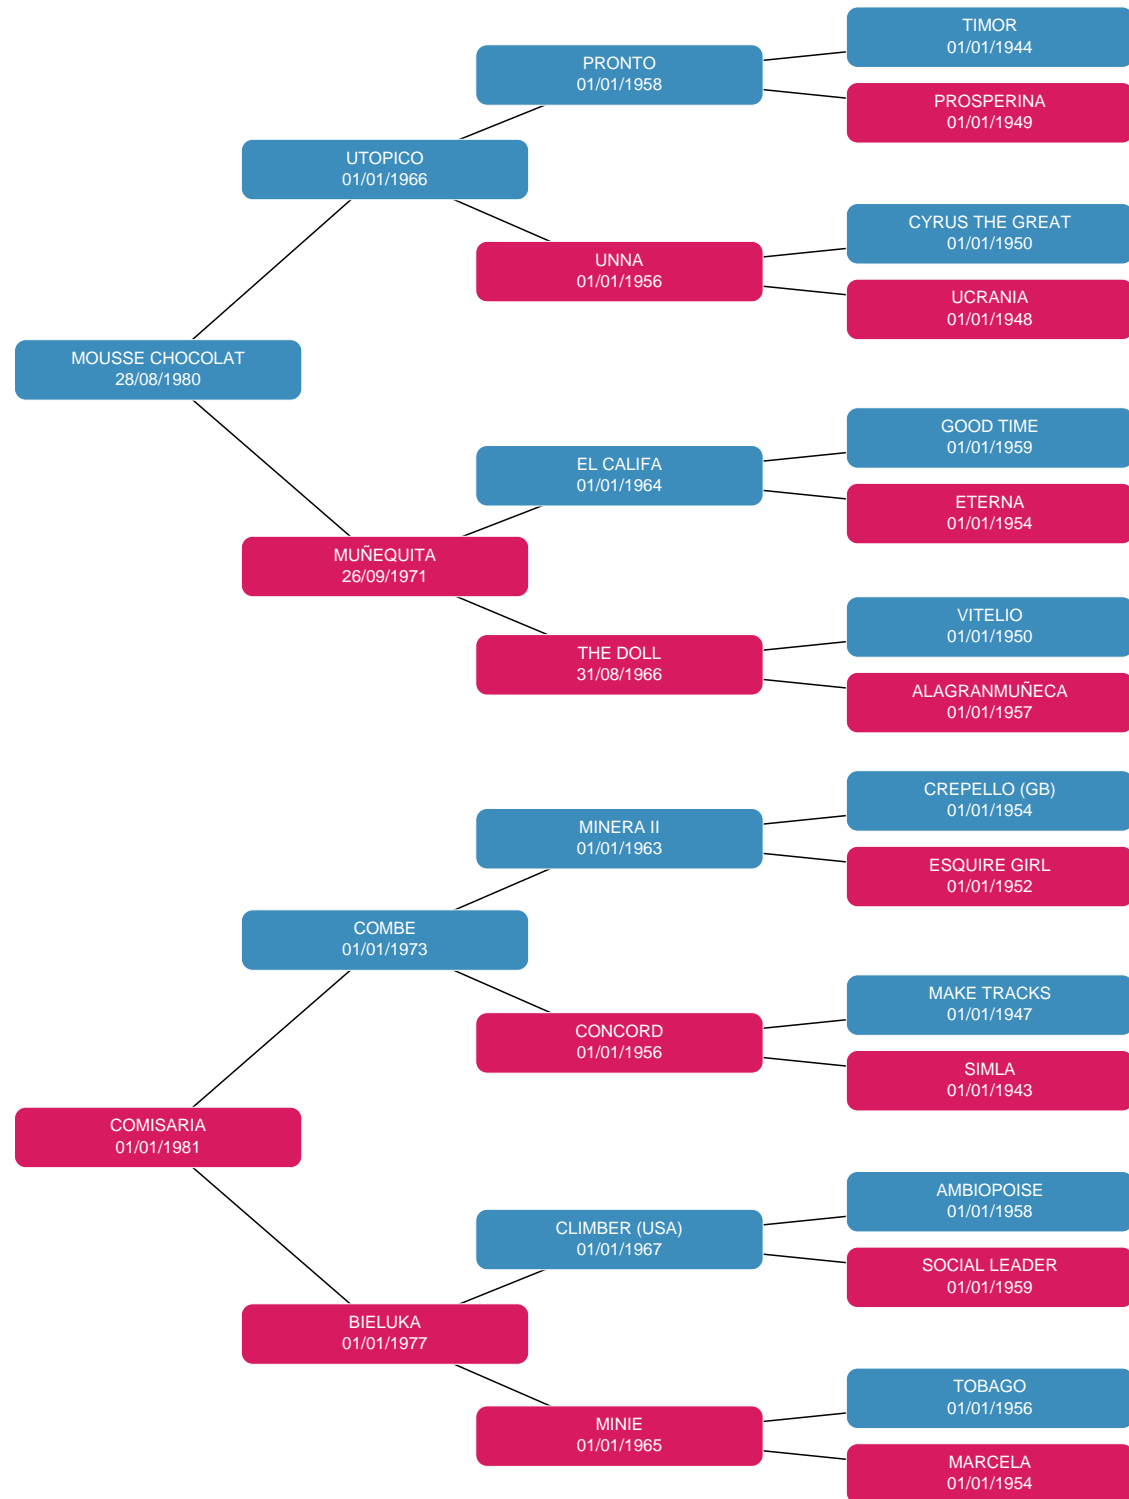 TIMOR
01/01/1944
PRONTO
01/01/1958
PROSPERINA
01/01/1949
UTOPICO
01/01/1966
CYRUS THE GREAT
01/01/1950
UNNA
01/01/1956
UCRANIA
01/01/1948
MOUSSE CHOCOLAT
28/08/1980
GOOD TIME
01/01/1959
EL CALIFA
01/01/1964
ETERNA
01/01/1954
MUÑEQUITA
26/09/1971
VITELIO
01/01/1950
THE DOLL
31/08/1966
ALAGRANMUÑECA
01/01/1957
CREPELLO (GB)
01/01/1954
MINERA II
01/01/1963
ESQUIRE GIRL
01/01/1952
COMBE
01/01/1973
MAKE TRACKS
01/01/1947
CONCORD
01/01/1956
SIMLA
01/01/1943
COMISARIA
01/01/1981
AMBIOPOISE
01/01/1958
CLIMBER (USA)
01/01/1967
SOCIAL LEADER
01/01/1959
BIELUKA
01/01/1977
TOBAGO
01/01/1956
MINIE
01/01/1965
MARCELA
01/01/1954